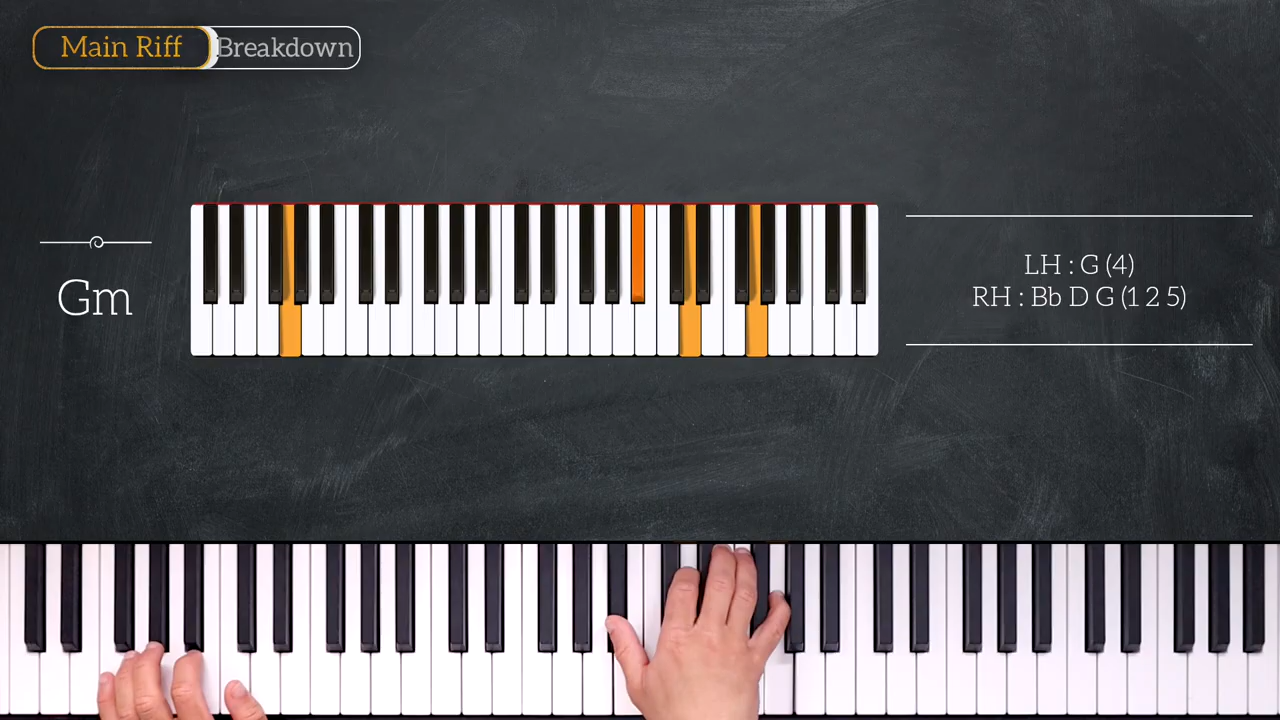 Main Riff Breakdown
Gm
LH : G (4)
RH : Bb D G (1 2 5)